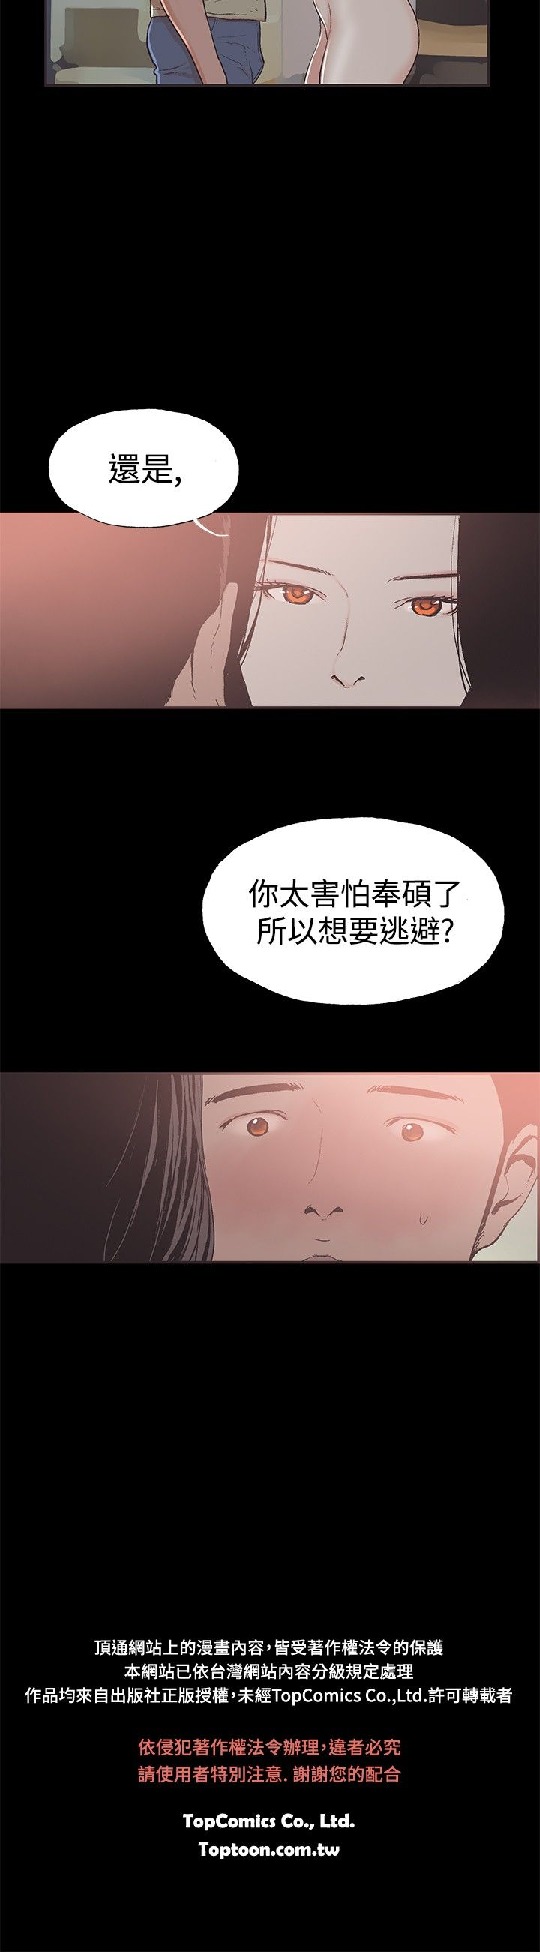 還是,
你太害怕奉碩了
所以想要逃避?
頂通網站上的漫畫內容，皆受著作權法令的保護
本網站已依台灣網站內容分級規定處理
作品均來自出版社正版授權，未經TopComics Co.,Ltd.許可轉載者
依侵犯著作權法令辦理，違者必究
請使用者特別注意. 謝謝您的配合
TopComics Co., Ltd.
Toptoon.com.tw